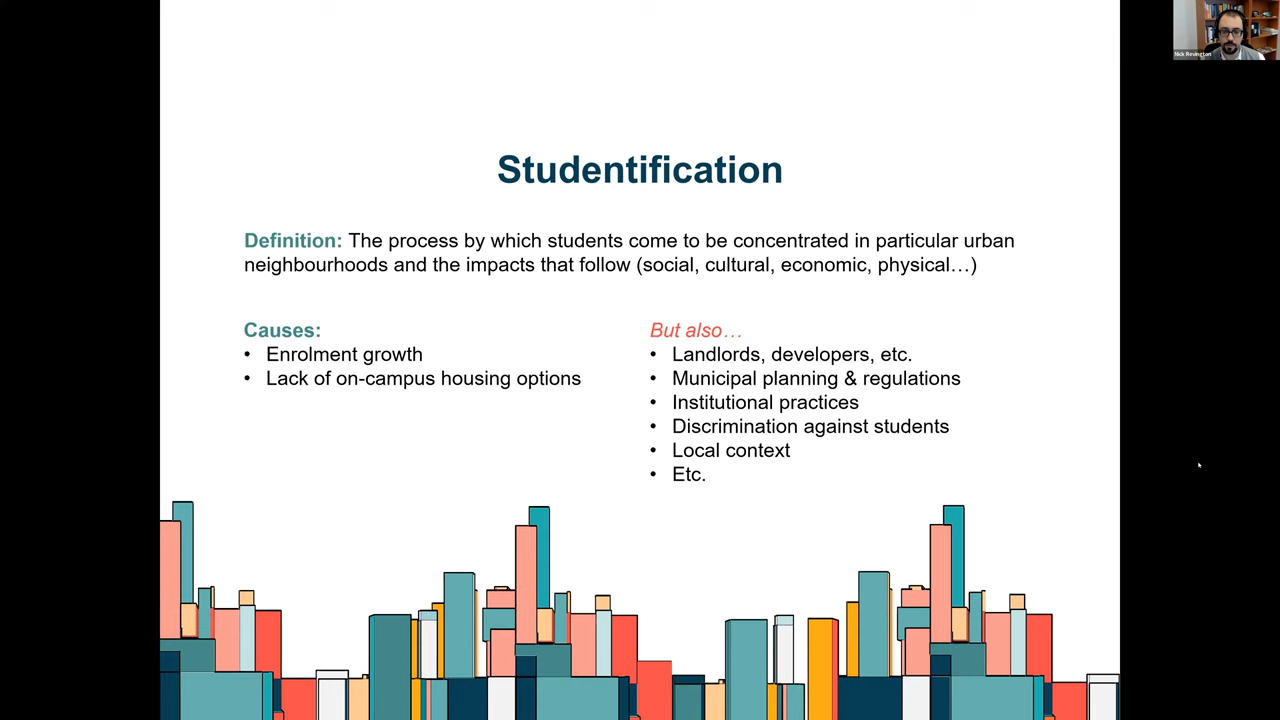 Nick Revington
Studentification
Definition: The process by which students come to be concentrated in particular urban
neighbourhoods and the impacts that follow (social, cultural, economic, physical…)
Causes:
• Enrolment growth
• Lack of on-campus housing options
But also…
• Landlords, developers, etc.
• Municipal planning & regulations
• Institutional practices
• Discrimination against students
• Local context
• Etc.